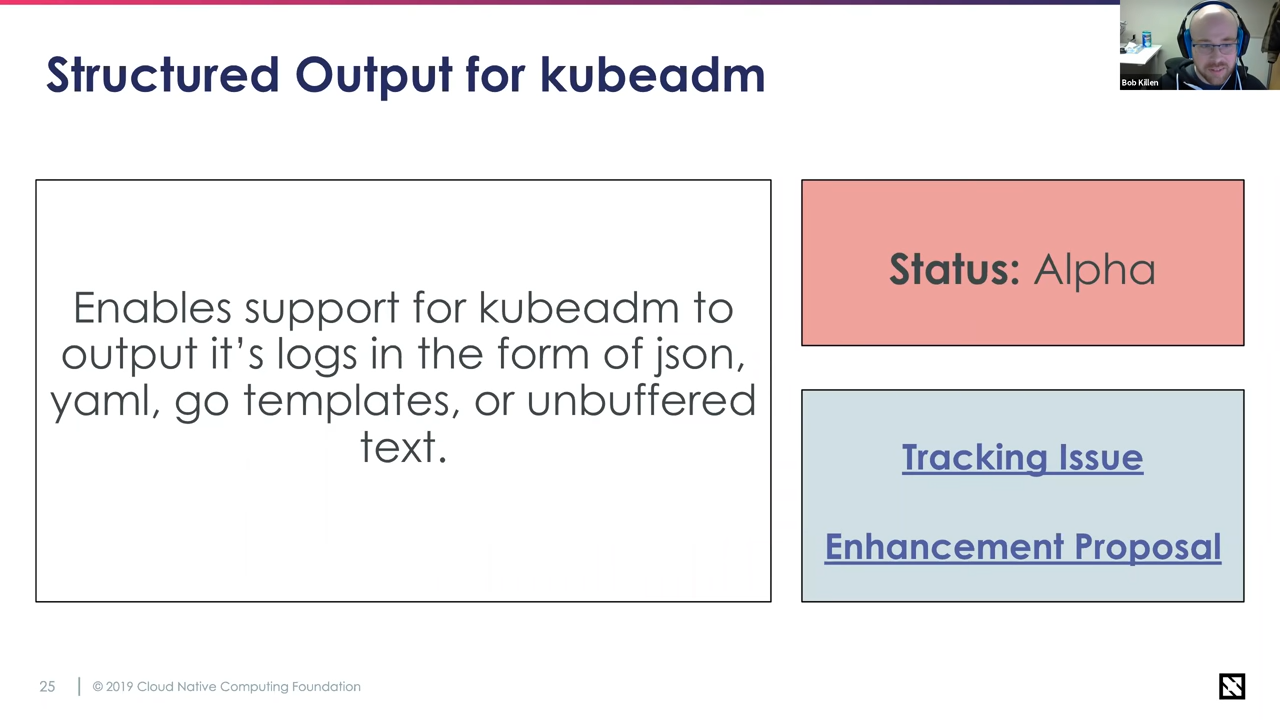 Structured Output for kubeadm
Bob Killen
Enables support for kubeadm to
output it’s logs in the form of json,
yaml, go templates, or unbuffered
text.
Status: Alpha
Tracking Issue
Enhancement Proposal
25
© 2019 Cloud Native Computing Foundation